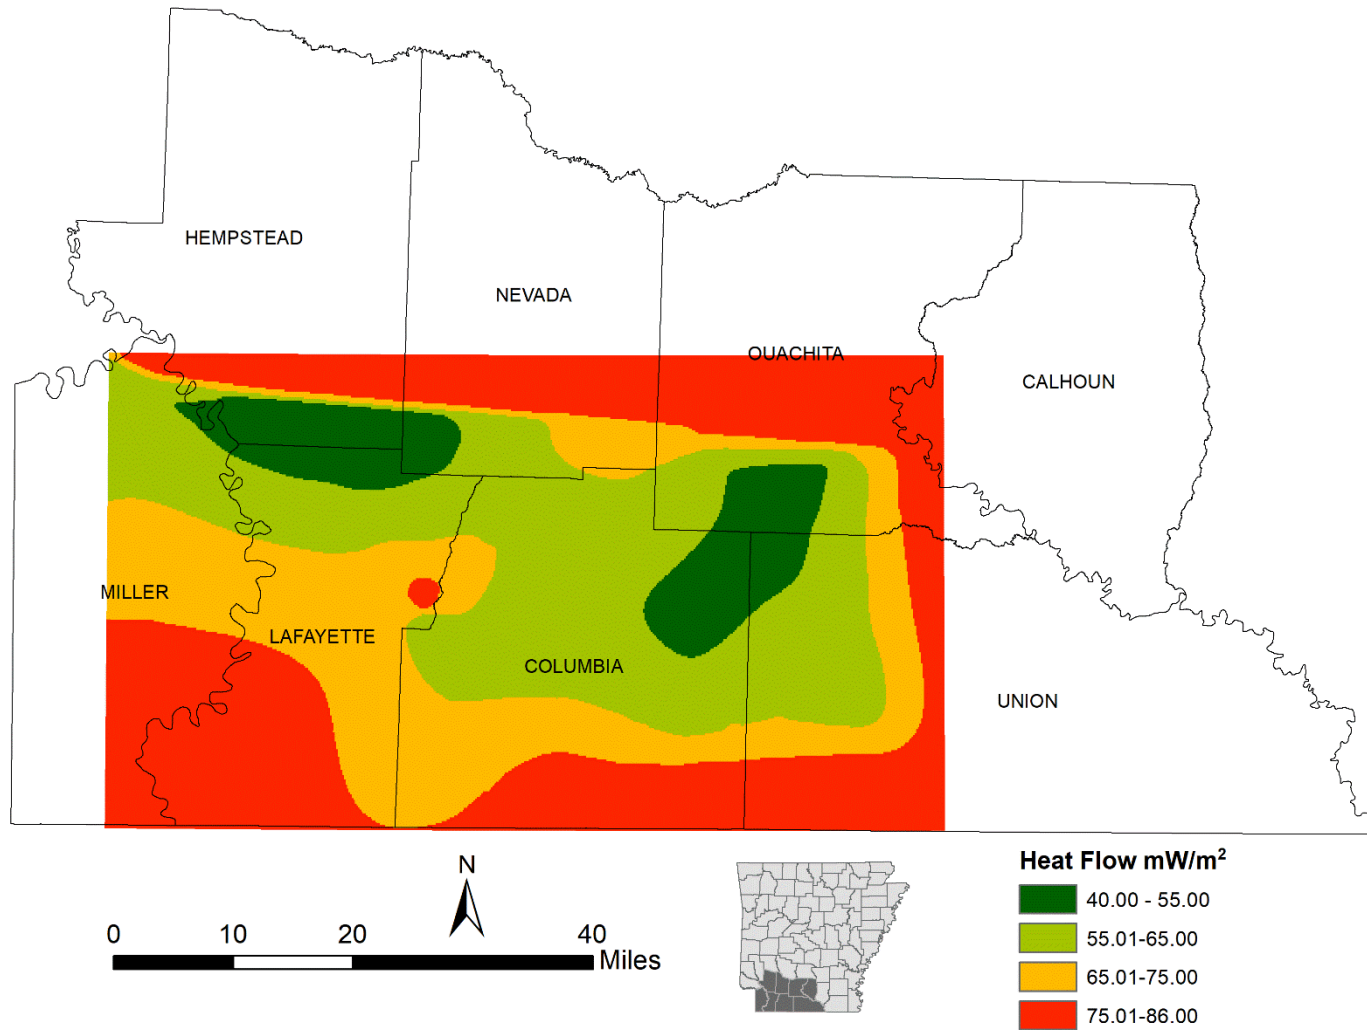 HEMPSTEAD
NEVADA
OUACHITA
CALHOUN
MILLER
LAFAYETTE
COLUMBIA
UNION
N
0 10 20 40
Miles
Heat Flow mW/m²
40.00 - 55.00
55.01-65.00
65.01-75.00
75.01-86.00